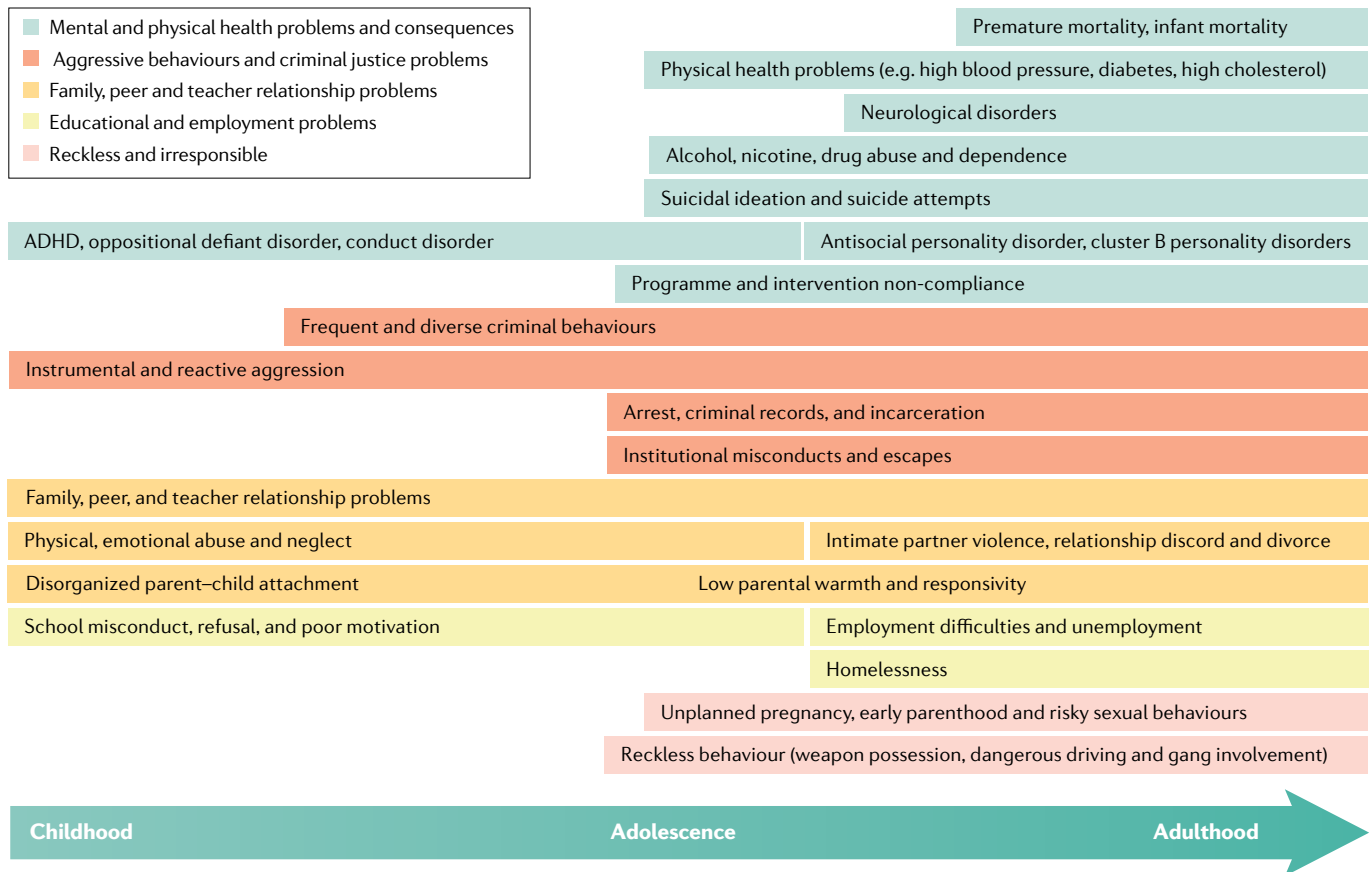 Mental and physical health problems and consequences
Aggressive behaviours and criminal justice problems
Family, peer and teacher relationship problems
Educational and employment problems
Reckless and irresponsible
Premature mortality, infant mortality
Physical health problems (e.g. high blood pressure, diabetes, high cholesterol)
Neurological disorders
Alcohol, nicotine, drug abuse and dependence
Suicidal ideation and suicide attempts
ADHD, oppositional defiant disorder, conduct disorder
Antisocial personality disorder, cluster B personality disorders
Programme and intervention non-compliance
Frequent and diverse criminal behaviours
Instrumental and reactive aggression
Arrest, criminal records, and incarceration
Institutional misconducts and escapes
Family, peer, and teacher relationship problems
Physical, emotional abuse and neglect
Intimate partner violence, relationship discord and divorce
Disorganized parent–child attachment
Low parental warmth and responsivity
School misconduct, refusal, and poor motivation
Employment difficulties and unemployment
Homelessness
Unplanned pregnancy, early parenthood and risky sexual behaviours
Reckless behaviour (weapon possession, dangerous driving and gang involvement)
Childhood
Adolescence
Adulthood